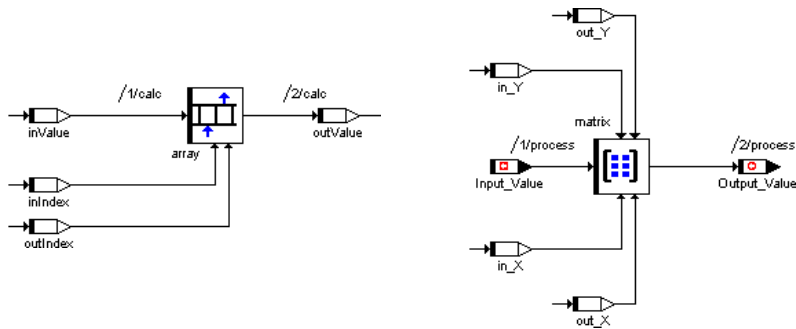 /1/calc
/2/calc
inValue
array
outValue
inIndex
outIndex
out_Y
in_Y
matrix
/1/process
/2/process
Input_Value
Output_Value
in_X
out_X